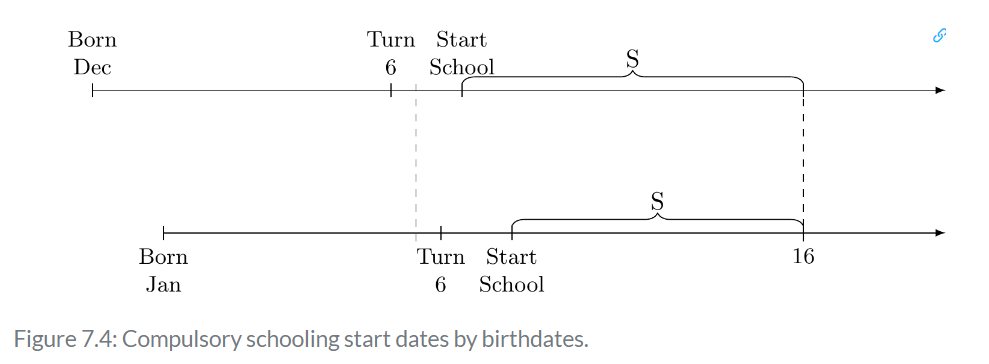 Born Turn Start
Dec 6 School
S
S
Born Turn Start 16
Jan 6 School
Figure 7.4: Compulsory schooling start dates by birthdates.